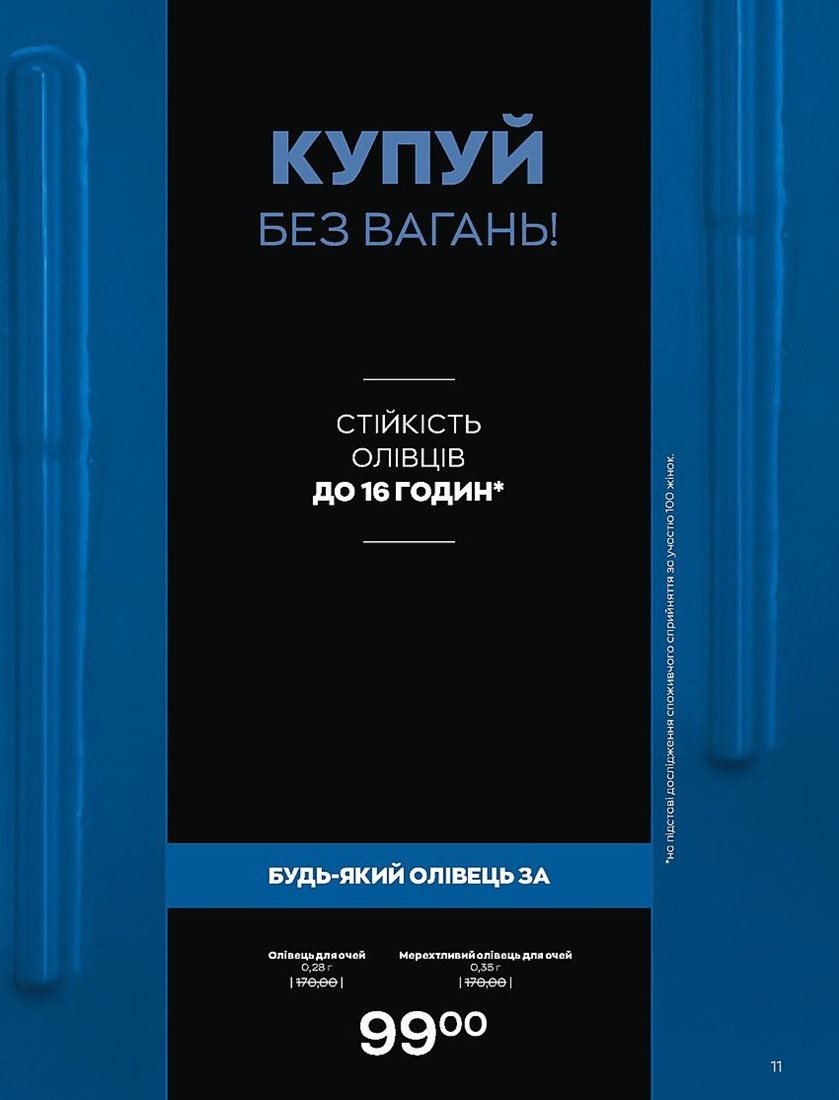 КУПУЙ
БЕЗ ВАГАНЬ!
СТІЙКІСТЬ
ОЛІВЦІВ
ДО 16 ГОДИН*
*на підставі дослідження споживчого сприйняття за участю 100 жінок.
БУДЬ-ЯКИЙ ОЛІВЕЦЬ ЗА
Олівець для очей
0,28 г
| 170,00 |
Мерехтливий олівець для очей
0,35 г
| 170,00 |
9900
11